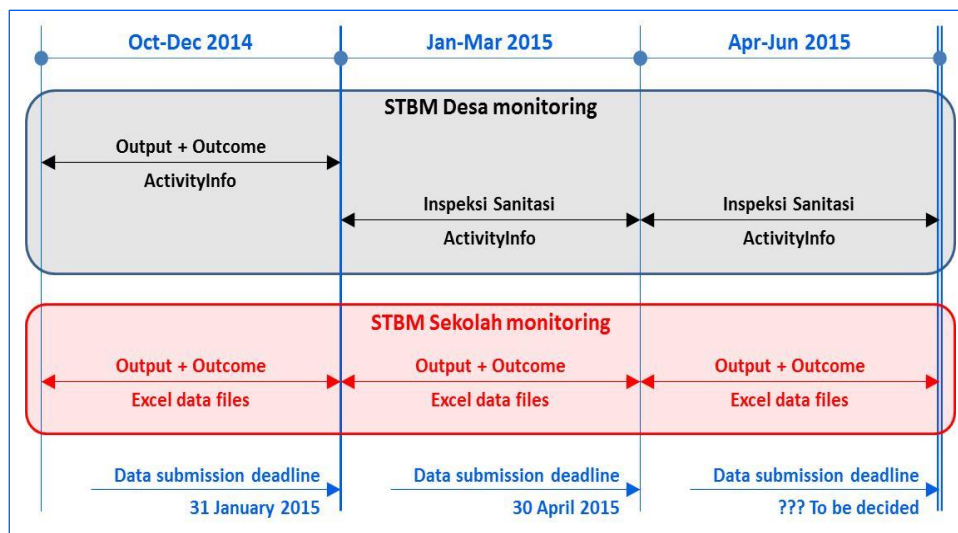 Oct-Dec 2014 Jan-Mar 2015 Apr-Jun 2015
STBM Desa monitoring
Output + Outcome
ActivityInfo
Inspeksi Sanitasi Inspeksi Sanitasi
ActivityInfo ActivityInfo
STBM Sekolah monitoring
Output + Outcome Output + Outcome Output + Outcome
Excel data files Excel data files Excel data files
Data submission deadline Data submission deadline Data submission deadline
31 January 2015 30 April 2015 ??? To be decided